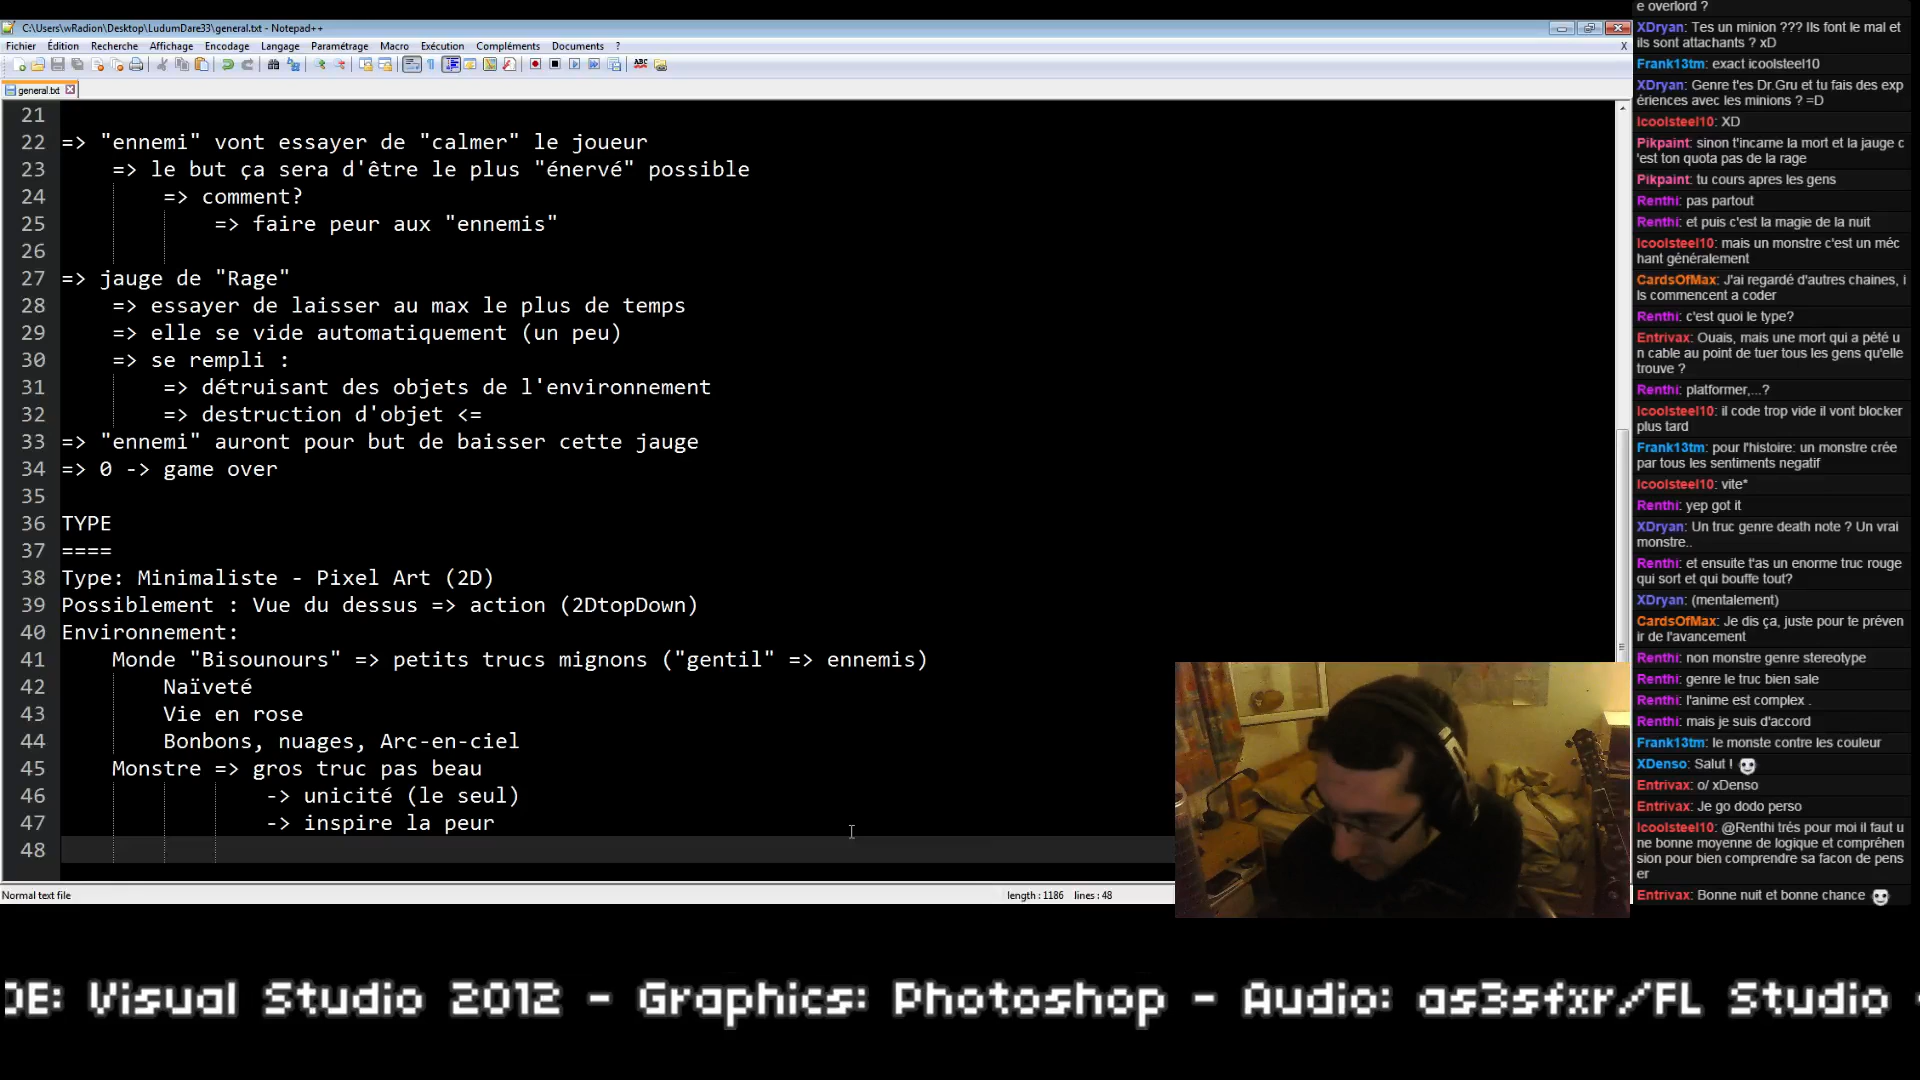 C:\Users\wRadion\Desktop\LudumDare33\general.txt - Notepad++
Fichier Édition Recherche Affichage Encodage Langage Paramétrage Macro Exécution Compléments Documents ? X
general.txt
21
22 => "ennemi" vont essayer de "calmer" le joueur
23 => le but ça sera d'être le plus "énervé" possible
24 => comment?
25 => faire peur aux "ennemis"
26
27 => jauge de "Rage"
28 => essayer de laisser au max le plus de temps
29 => elle se vide automatiquement (un peu)
30 => se rempli :
31 => détruisant des objets de l'environnement
32 => destruction d'objet <=
33 => "ennemi" auront pour but de baisser cette jauge
34 => 0 -> game over
35
36 TYPE
37 ====
38 Type: Minimaliste - Pixel Art (2D)
39 Possiblement : Vue du dessus => action (2DtopDown)
40 Environnement:
41 Monde "Bisounours" => petits trucs mignons ("gentil" => ennemis)
42 Naïveté
43 Vie en rose
44 Bonbons, nuages, Arc-en-ciel
45 Monstre => gros truc pas beau
46 -> unicité (le seul)
47 -> inspire la peur
48
Normal text file length : 1186 lines : 48
e overlord ?
XDryan: Tes un minion ??? Ils font le mal et
ils sont attachants ? xD
Frank13tm: exact icoolsteel10
XDryan: Genre t'es Dr.Gru et tu fais des exp
ériences avec les minions ? =D
Icoolsteel10: XD
Pikpaint: sinon t'incarne la mort et la jauge c
'est ton quota pas de la rage
Pikpaint: tu cours apres les gens
Renthi: pas partout
Renthi: et puis c'est la magie de la nuit
Icoolsteel10: mais un monstre c'est un méc
hant généralement
CardsOfMax: J'ai regardé d'autres chaines, i
ls commencent a coder
Renthi: c'est quoi le type?
Entrivax: Ouais, mais une mort qui a pété u
n cable au point de tuer tous les gens qu'elle
trouve ?
Renthi: platformer,...?
Icoolsteel10: il code trop vide il vont blocker
plus tard
Frank13tm: pour l'histoire: un monstre crée
par tous les sentiments negatif
Icoolsteel10: vite*
Renthi: yep got it
XDryan: Un truc genre death note ? Un vrai
monstre..
Renthi: et ensuite t'as un enorme truc rouge
qui sort et qui bouffe tout?
XDryan: (mentalement)
CardsOfMax: Je dis ça, juste pour te préven
ir de l'avancement
Renthi: non monstre genre stereotype
Renthi: genre le truc bien sale
Renthi: l'anime est complex .
Renthi: mais je suis d'accord
Frank13tm: le monste contre les couleur
XDenso: Salut !
Entrivax: o/ xDenso
Entrivax: Je go dodo perso
Icoolsteel10: @Renthi trés pour moi il faut u
ne bonne moyenne de logique et compréhen
sion pour bien comprendre sa facon de pens
er
Entrivax: Bonne nuit et bonne chance
DE: Visual Studio 2012 - Graphics: Photoshop - Audio: as3sfxr/FL Studio -